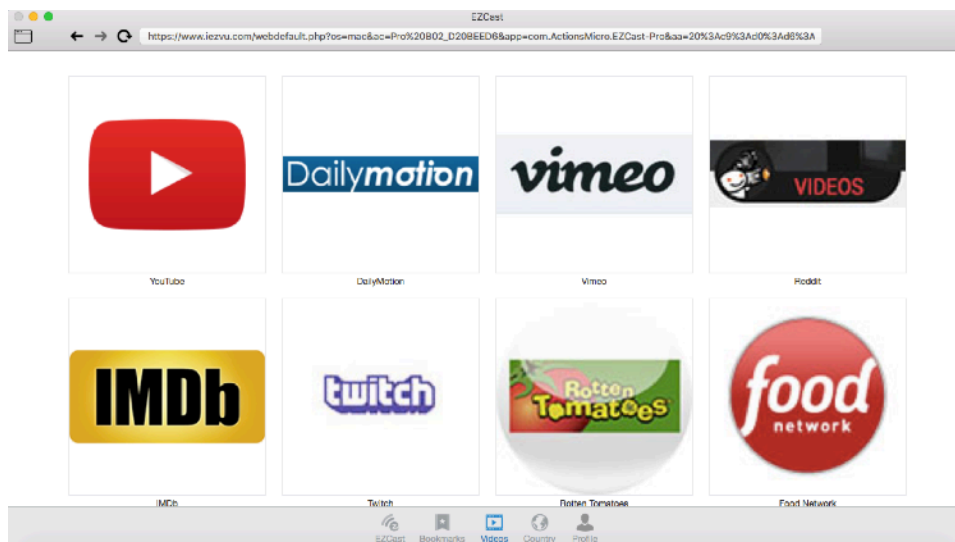 EZCast
https://www.iezvu.com/webdefault.php?os=mac&ac=Pro%20B02_D20BEED6&app=com.ActionsMicro.EZCast-Pro&aa=20%3Ac9%3Ad0%3Ad6%3A
Dailymotion
vimeo
VIDEOS
YouTube
DailyMotion
Vimeo
Reddit
IMDb
twitch
Rotten
Tomatoes
food
network
IMDb
Twitch
Rotten Tomatoes
Food Network
EZCast
Bookmarks
Videos
Country
Profile